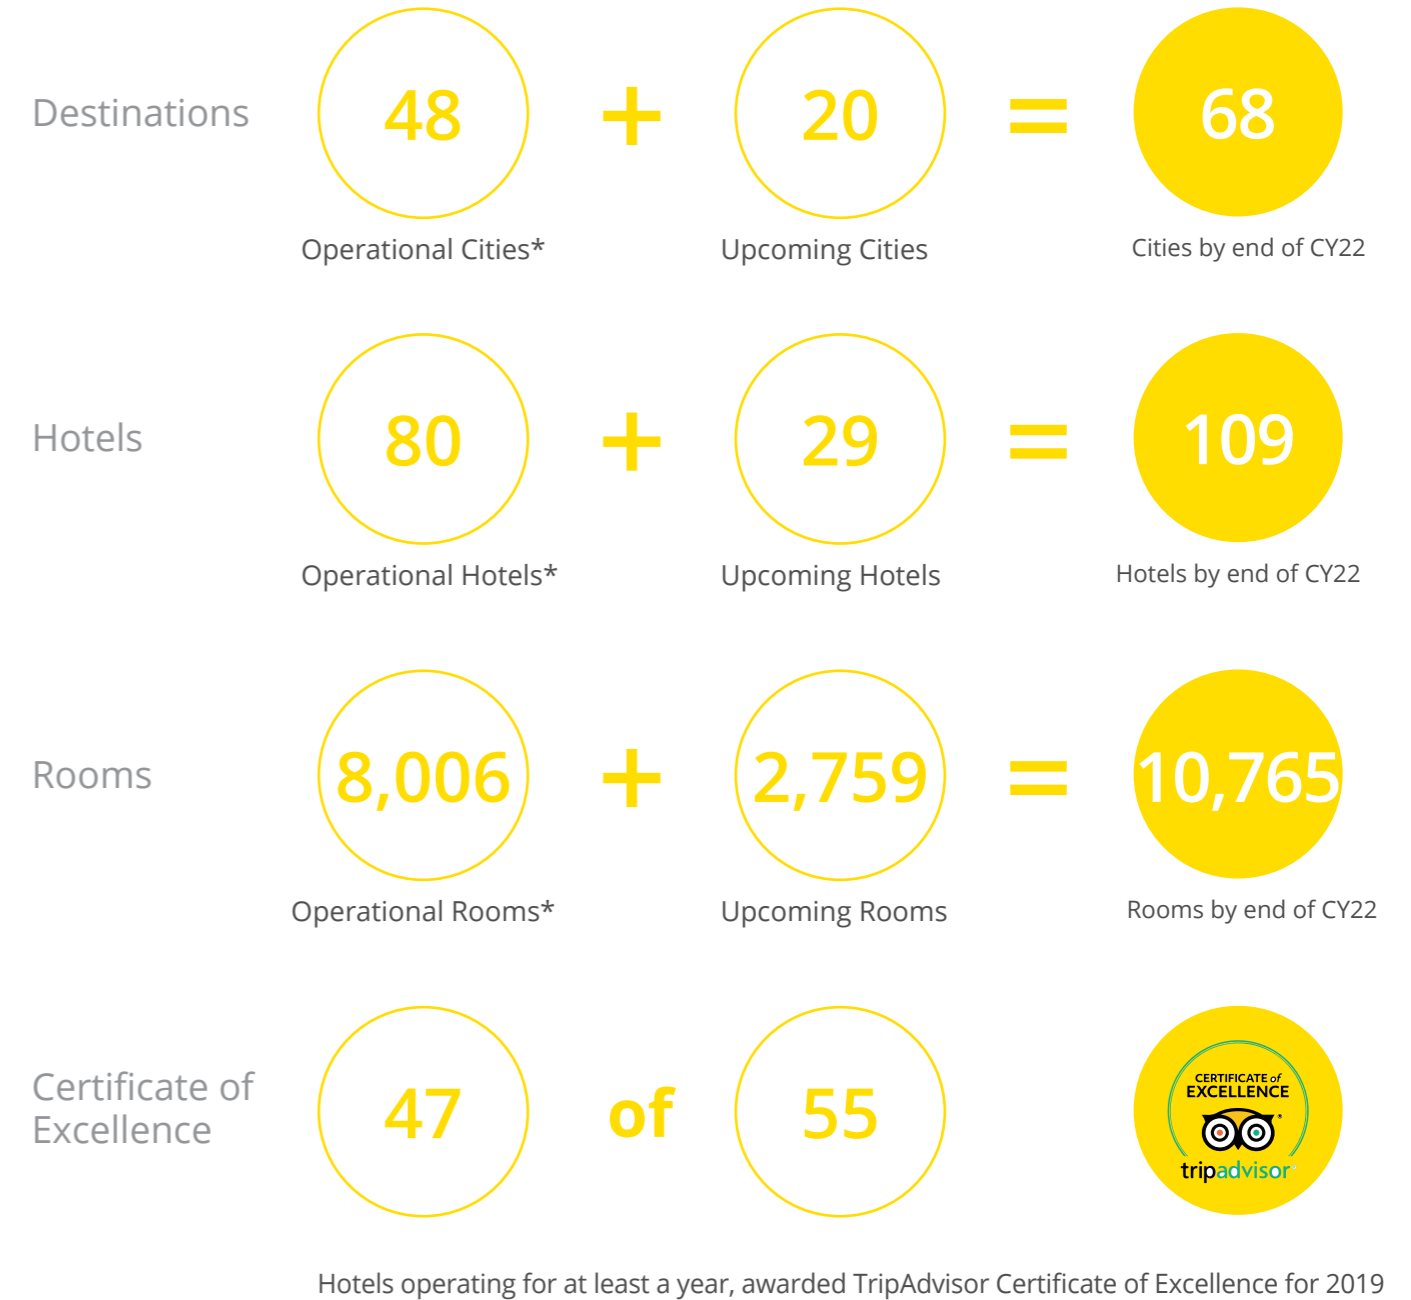 Destinations
48
+
20
=
68
Operational Cities*
Upcoming Cities
Cities by end of CY22
Hotels
80
+
29
=
109
Operational Hotels*
Upcoming Hotels
Hotels by end of CY22
Rooms
8,006
+
2,759
=
10,765
Operational Rooms*
Upcoming Rooms
Rooms by end of CY22
Certificate of
Excellence
47
of
55
CERTIFICATE of
EXCELLENCE
tripadvisor
Hotels operating for at least a year, awarded TripAdvisor Certificate of Excellence for 2019